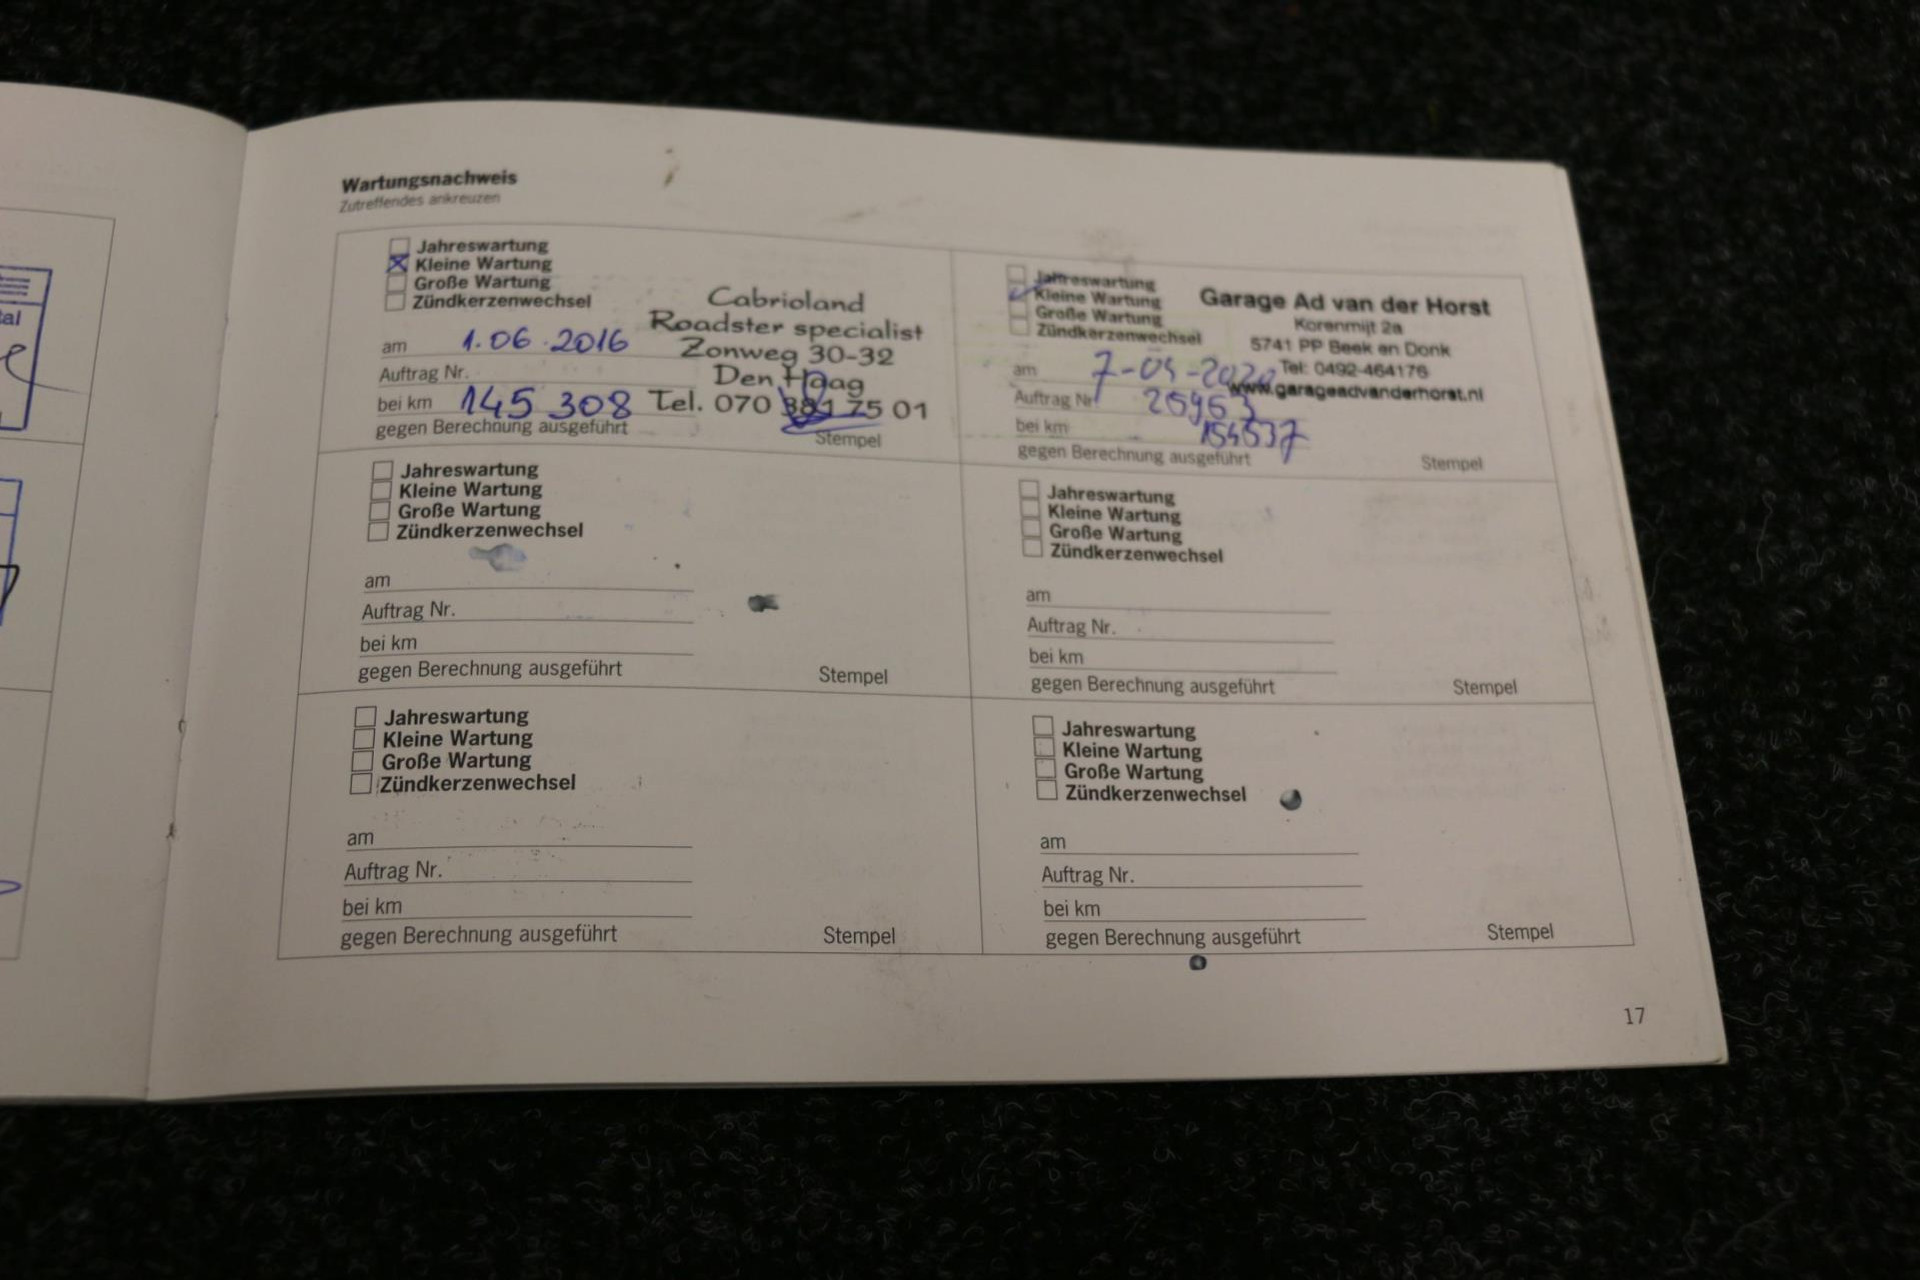 Wartungsnachweis
Zutreffendes ankreuzen
Jahreswartung
Kleine Wartung
Große Wartung
Zündkerzenwechsel
am 1.06.2016
Auftrag Nr.
bei km 145 308
gegen Berechnung ausgeführt
Cabrioland
Roadster specialist
Zonweg 30-32
Den Haag
Tel. 070 381 75 01
Stempel
Jahreswartung
Kleine Wartung
Große Wartung
Zündkerzenwechsel
am
Auftrag Nr
bei km
gegen Berechnung ausgeführt
Garage Ad van der Horst
Korenmijt 2a
5741 PP Beek en Donk
Tel: 0492-464176
www.garageadvanderhorst.nl
Stempel
Jahreswartung
Kleine Wartung
Große Wartung
Zündkerzenwechsel
am
Auftrag Nr.
bei km
gegen Berechnung ausgeführt
Stempel
Jahreswartung
Kleine Wartung
Große Wartung
Zündkerzenwechsel
am
Auftrag Nr.
bei km
gegen Berechnung ausgeführt
Stempel
Jahreswartung
Kleine Wartung
Große Wartung
Zündkerzenwechsel
am
Auftrag Nr.
bei km
gegen Berechnung ausgeführt
Stempel
Jahreswartung
Kleine Wartung
Große Wartung
Zündkerzenwechsel
am
Auftrag Nr.
bei km
gegen Berechnung ausgeführt
Stempel
17